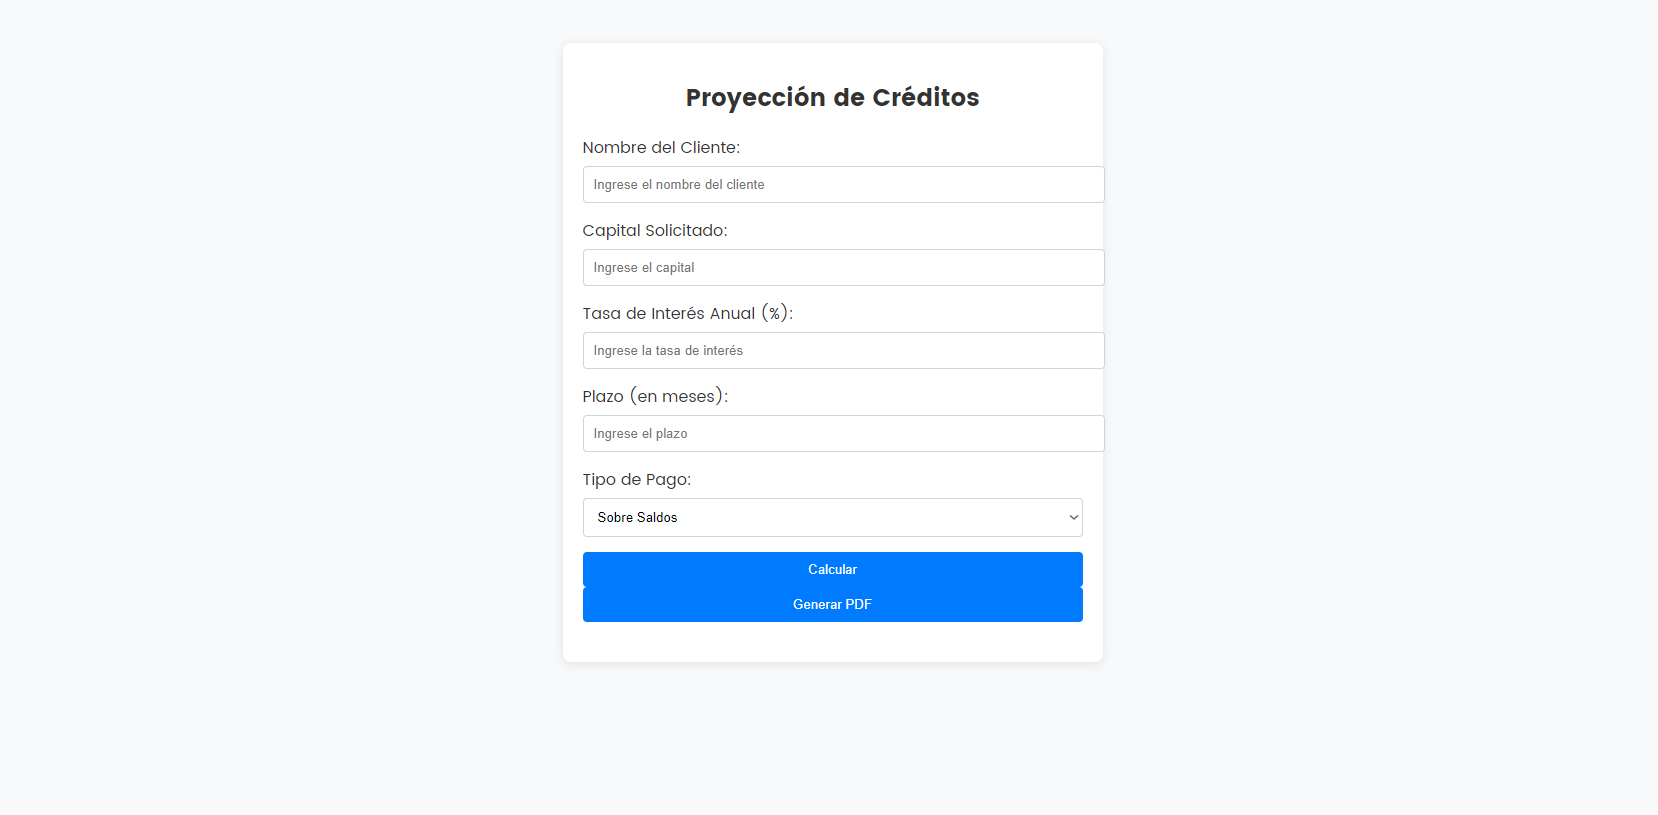 Proyección de Créditos
Nombre del Cliente:
Ingrese el nombre del cliente
Capital Solicitado:
Ingrese el capital
Tasa de Interés Anual (%):
Ingrese la tasa de interés
Plazo (en meses):
Ingrese el plazo
Tipo de Pago:
Sobre Saldos
Calcular
Generar PDF